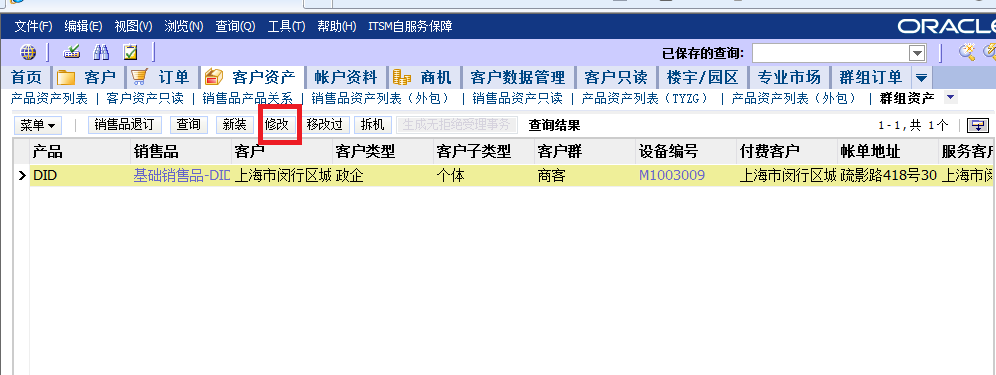 文件(F) 编辑(E) 视图(V) 浏览(N) 查询(Q) 工具(T) 帮助(H) ITSM自服务保障
ORACLE
已保存的查询:
首页 客户 订单 客户资产 帐户资料 商机 客户数据管理 客户只读 楼宇/园区 专业市场 群组订单
产品资产列表 | 客户资产只读 | 销售品产品关系 | 销售品资产列表（外包） | 产品资产列表（TYZG） | 产品资产列表（外包） | 群组资产
菜单 销售品退订 查询 新装 修改 移改过 拆机 生成无拒绝受理事务 查询结果 1-1,共 1个
产品 销售品 客户 客户类型 客户子类型 客户群 设备编号 付费客户 帐单地址 服务客
DID 基础销售品-DID 上海市闵行区城 政企 个体 商客 M1003009 上海市闵行区城 疏影路418号30 上海市闵